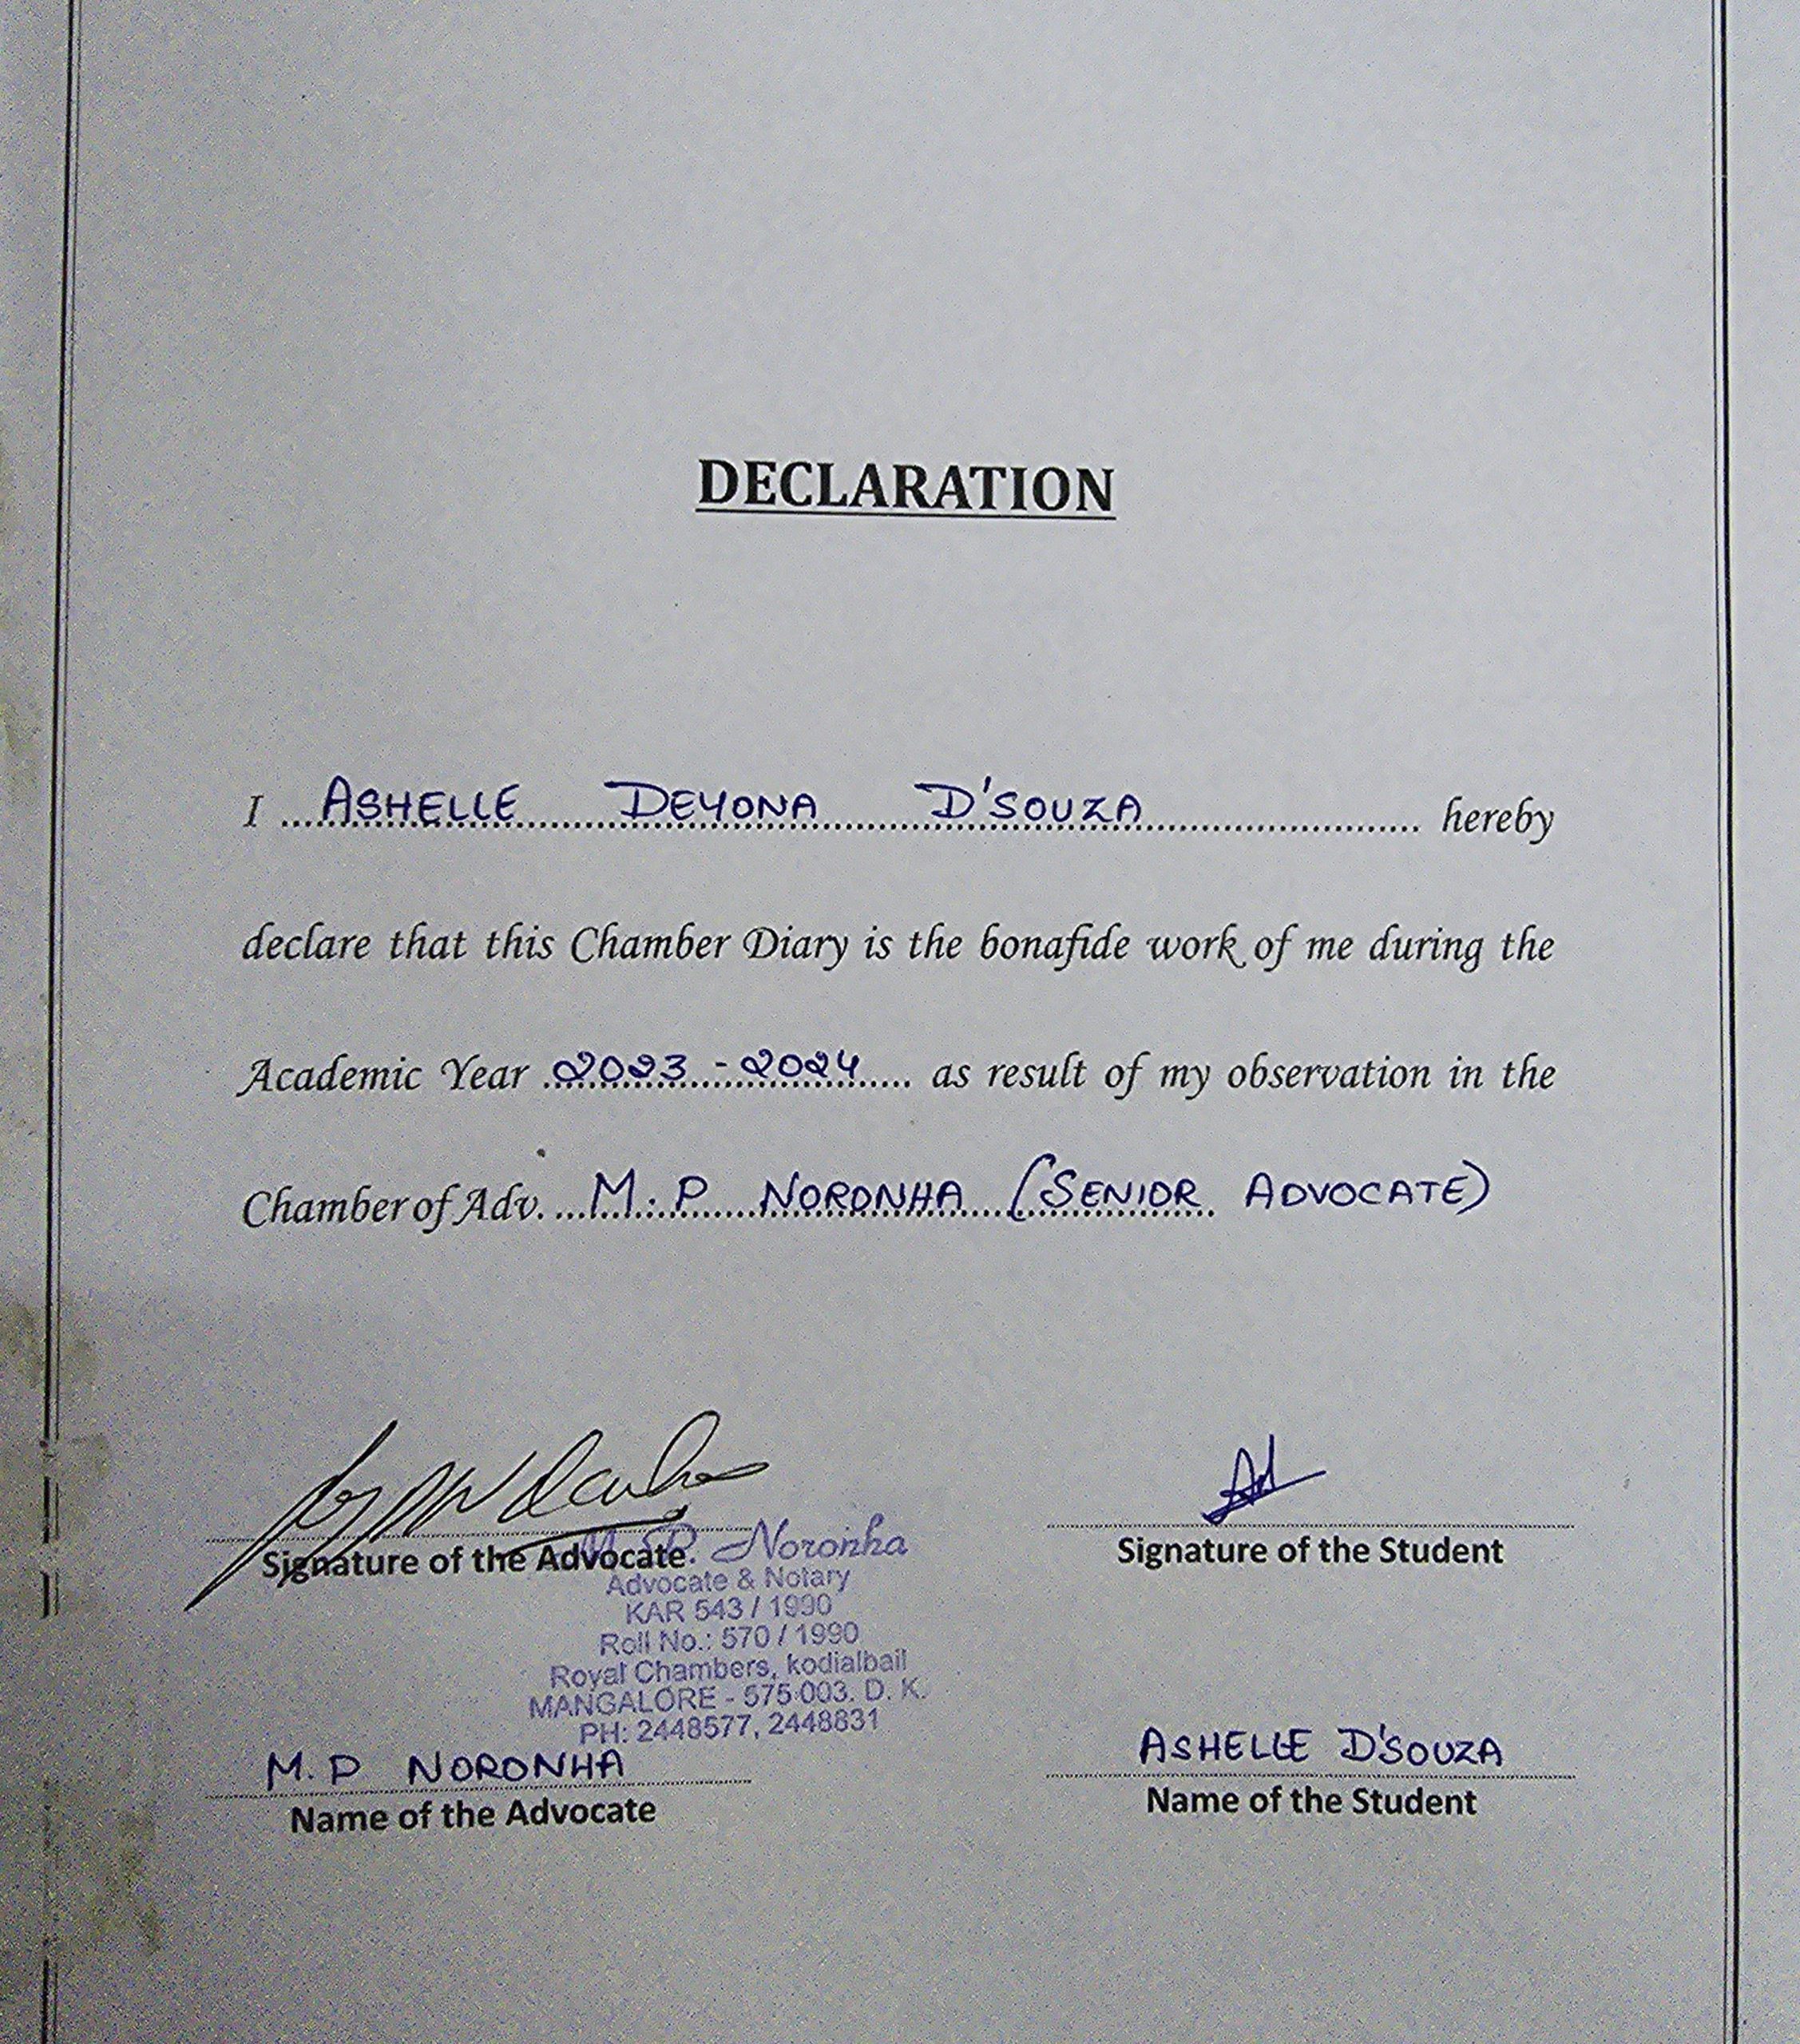 DECLARATION
I ASHELLE DEYONA D'SOUZA hereby
declare that this Chamber Diary is the bonafide work of me during the
Academic Year 2023 - 2024 as result of my observation in the
Chamber of Adv. M. P NORONHA (SENIOR ADVOCATE)
Signature of the Advocate
M. P. Noronha
Advocate & Notary
KAR 543 / 1990
Roll No.: 570 / 1990
Royal Chambers, kodialbail
MANGALORE - 575 003. D. K.
PH: 2448577, 2448831
M. P NORONHA
Name of the Advocate
Signature of the Student
ASHELLE D'SOUZA
Name of the Student